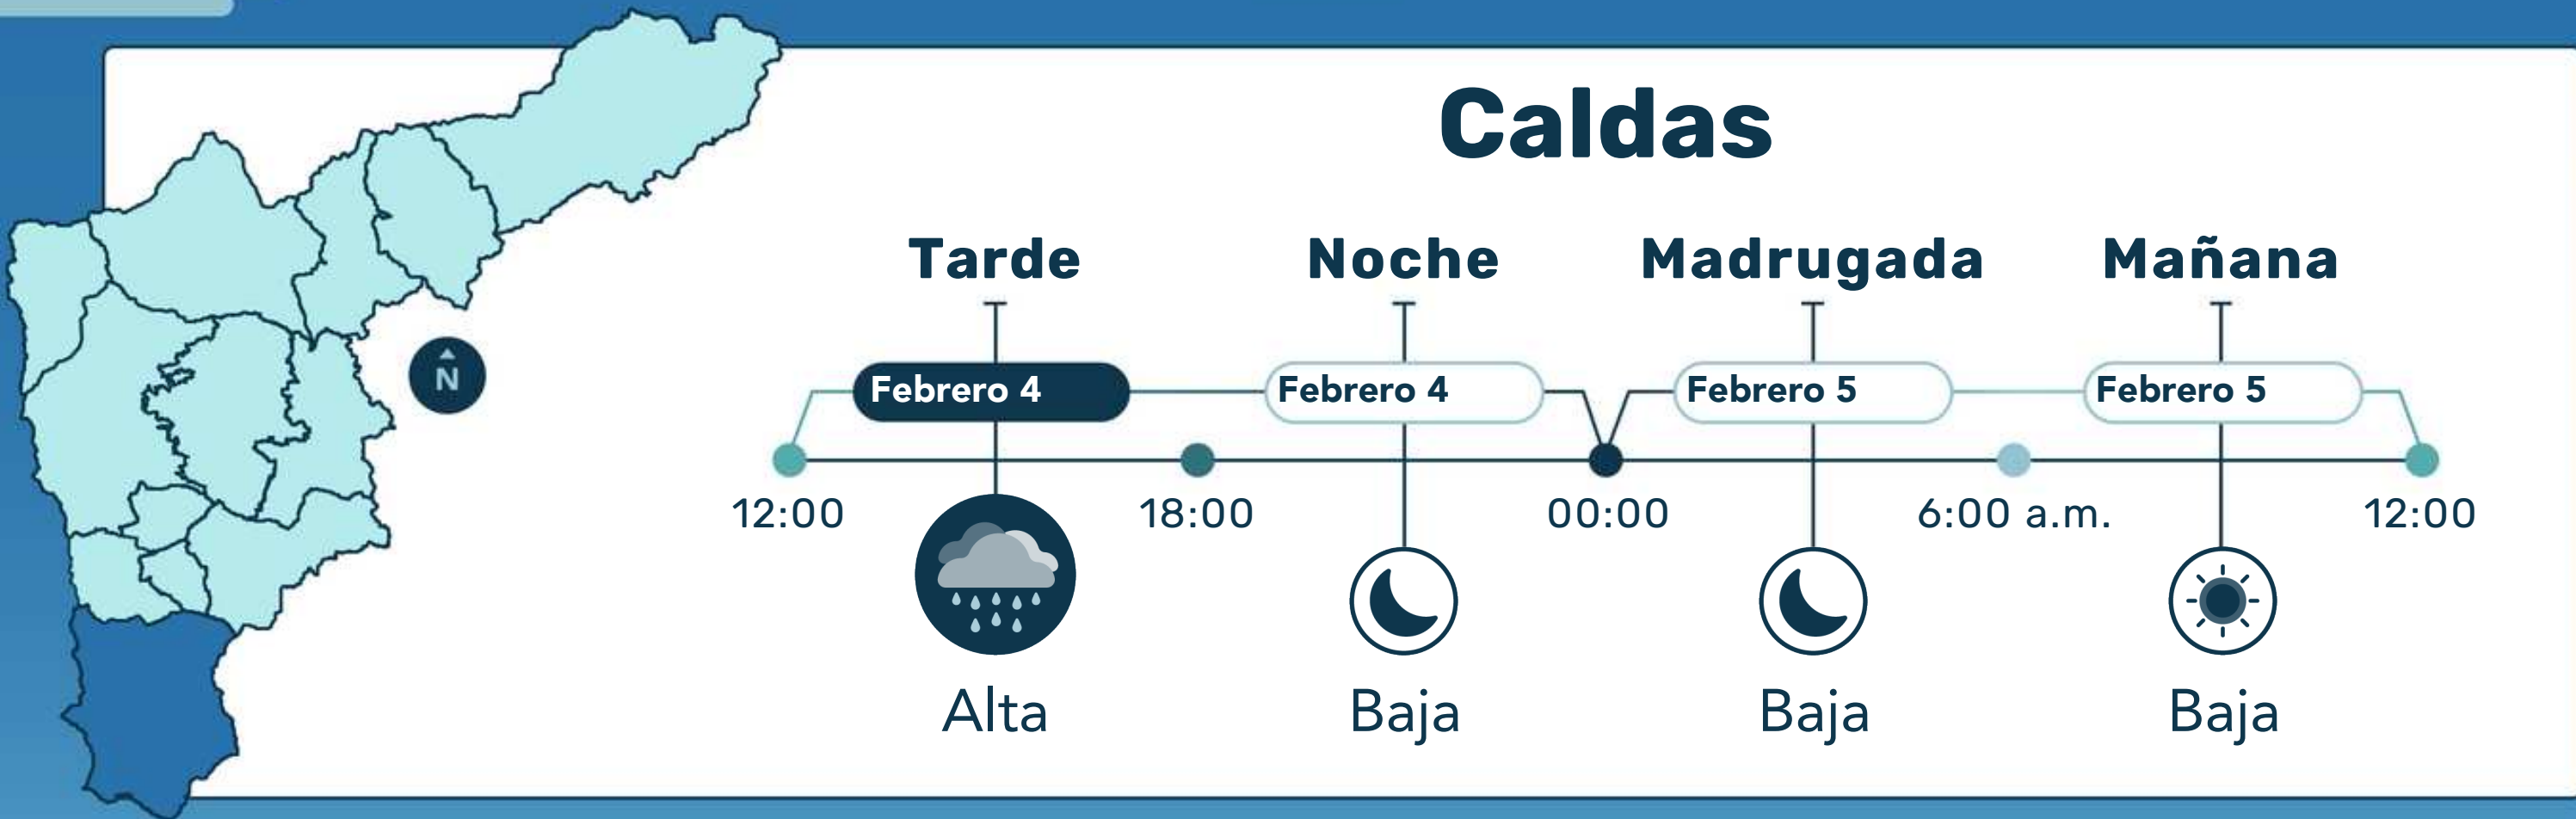 Caldas
Tarde
Noche
Madrugada
Mañana
Febrero 4
Febrero 4
Febrero 5
Febrero 5
N
12:00
18:00
00:00
6:00 a.m.
12:00
Alta
Baja
Baja
Baja